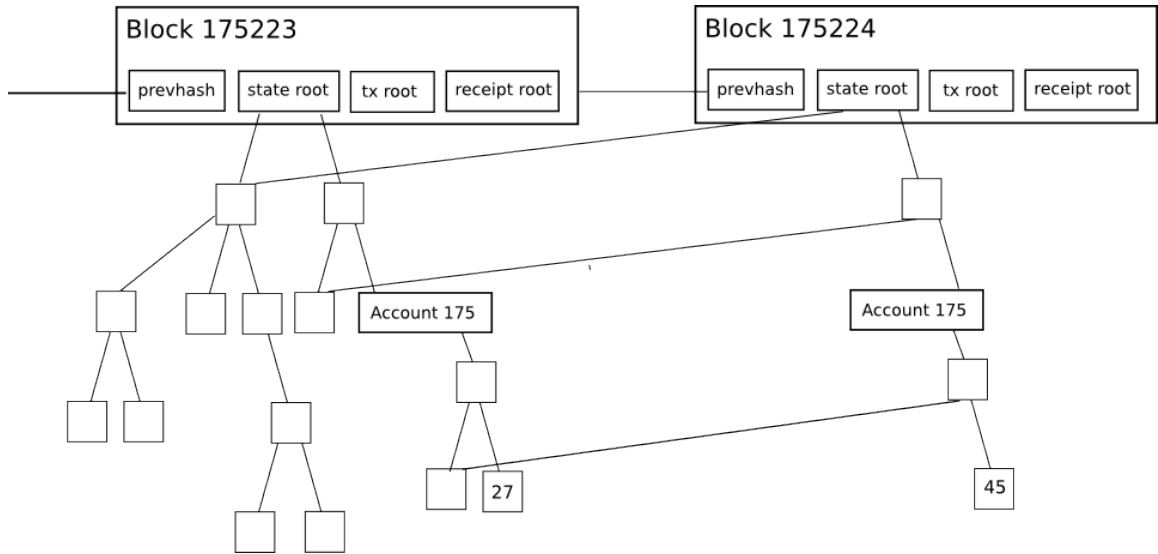 Block 175223
prevhash
state root
tx root
receipt root
Block 175224
prevhash
state root
tx root
receipt root
Account 175
27
Account 175
45